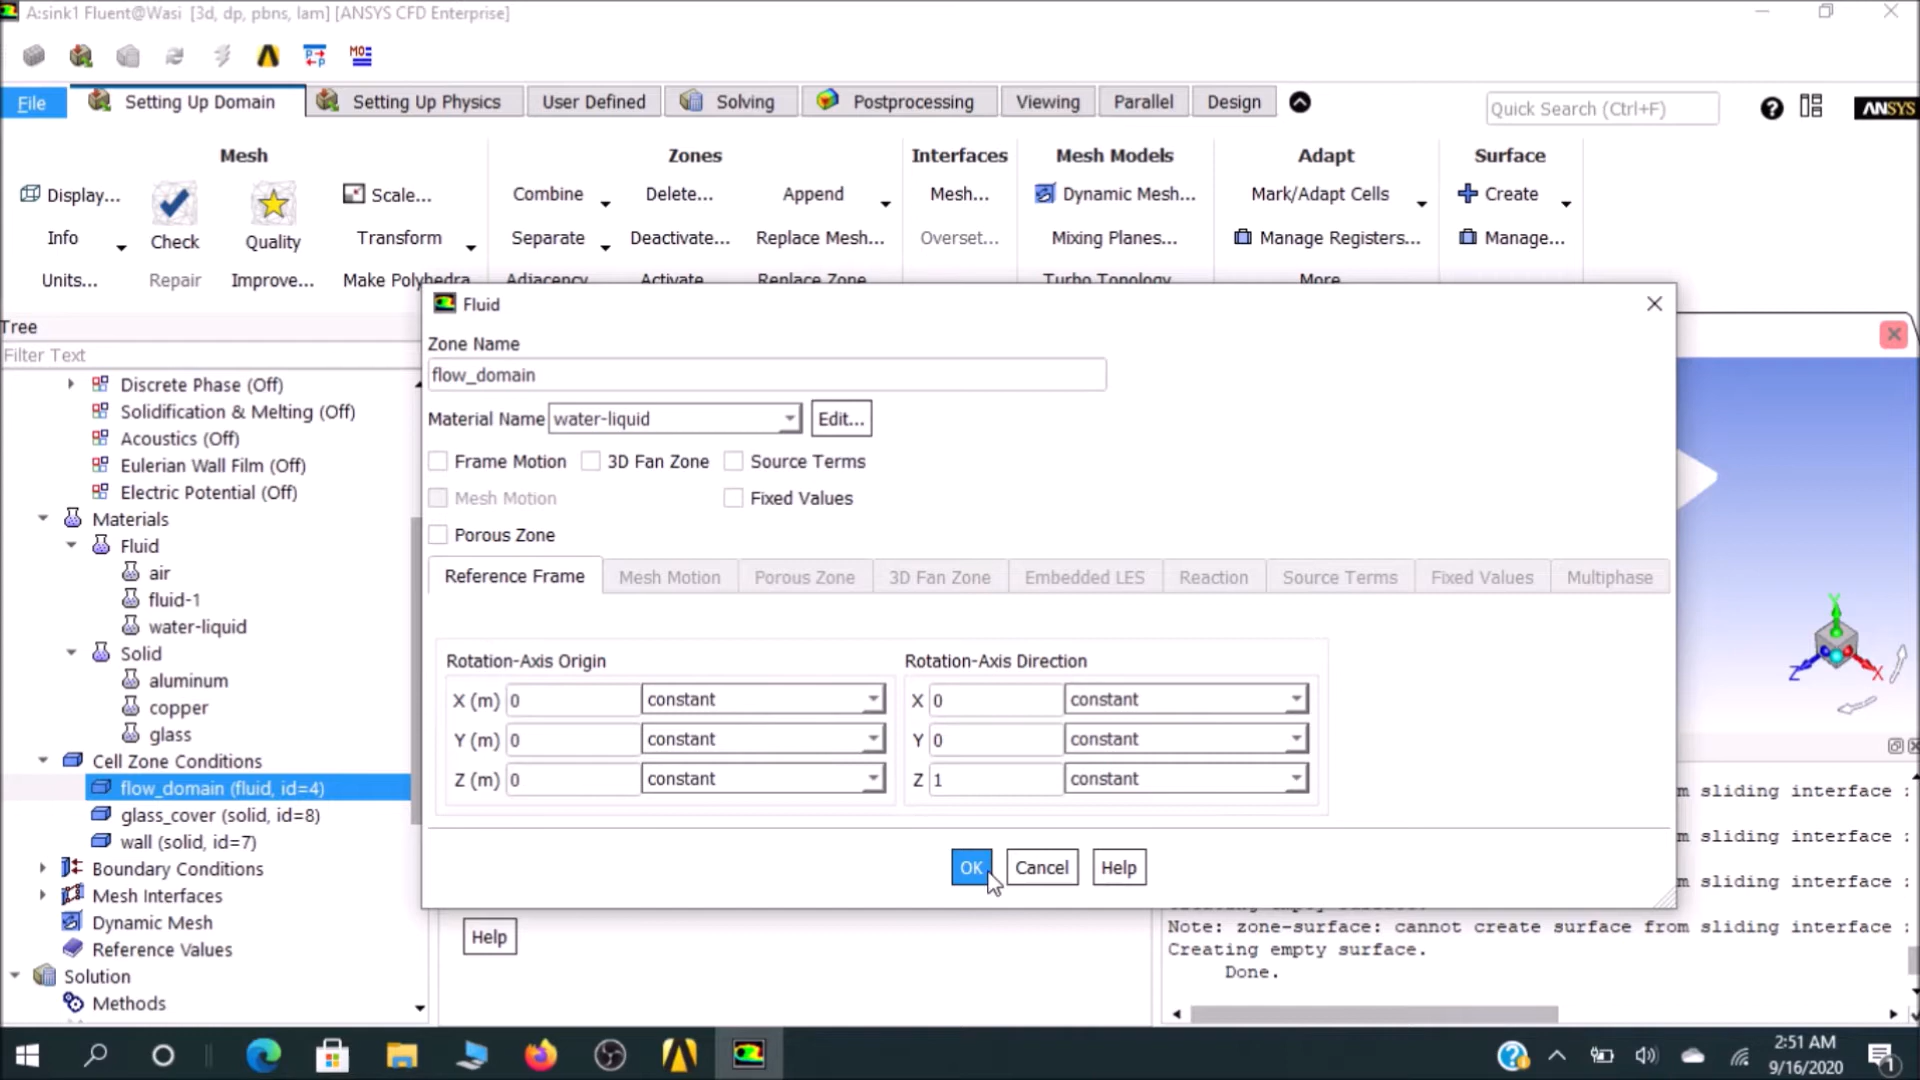 A:sink1 Fluent@Wasi [3d, dp, pbns, lam] [ANSYS CFD Enterprise]
File
Setting Up Domain
Setting Up Physics
User Defined
Solving
Postprocessing
Viewing
Parallel
Design
Quick Search (Ctrl+F)
ANSYS
Mesh
Zones
Interfaces
Mesh Models
Adapt
Surface
Display...
Check
Quality
Scale...
Combine
Delete...
Append
Mesh...
Dynamic Mesh...
Mark/Adapt Cells
Create
Info
Transform
Separate
Deactivate...
Replace Mesh...
Overset...
Mixing Planes...
Manage Registers...
Manage...
Units...
Repair
Improve...
Make Polyhedra
Adjacency
Activate
Replace Zone
Turbo Topology
More
Tree
Filter Text
Discrete Phase (Off)
Solidification & Melting (Off)
Acoustics (Off)
Eulerian Wall Film (Off)
Electric Potential (Off)
Materials
Fluid
air
fluid-1
water-liquid
Solid
aluminum
copper
glass
Cell Zone Conditions
flow_domain (fluid, id=4)
glass_cover (solid, id=8)
wall (solid, id=7)
Boundary Conditions
Mesh Interfaces
Dynamic Mesh
Reference Values
Solution
Methods
Fluid
Zone Name
flow_domain
Material Name water-liquid Edit...
Frame Motion 3D Fan Zone Source Terms
Mesh Motion Fixed Values
Porous Zone
Reference Frame Mesh Motion Porous Zone 3D Fan Zone Embedded LES Reaction Source Terms Fixed Values Multiphase
Rotation-Axis Origin
X (m) 0 constant
Y (m) 0 constant
Z (m) 0 constant
Rotation-Axis Direction
X 0 constant
Y 0 constant
Z 1 constant
OK Cancel Help
Help
Y
Z
X
m sliding interface :
m sliding interface :
m sliding interface :
Note: zone-surface: cannot create surface from sliding interface :
Creating empty surface.
Done.
2:51 AM
9/16/2020
1